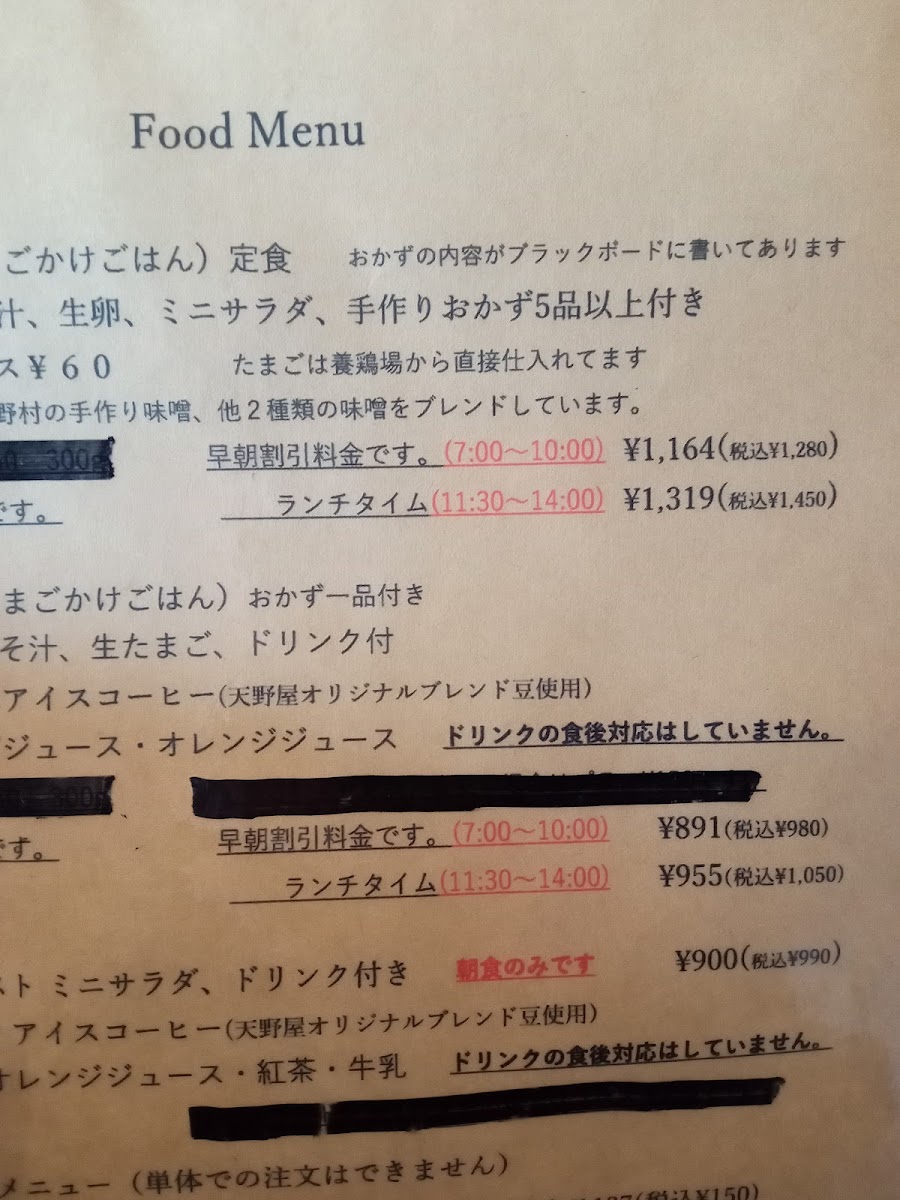 Food Menu
ごかけごはん）定食 おかずの内容がブラックボードに書いてあります
汁、生卵、ミニサラダ、手作りおかず5品以上付き
ス¥６０ たまごは養鶏場から直接仕入れてます
野村の手作り味噌、他２種類の味噌をブレンドしています。
300g 早朝割引料金です。(7:00～10:00) ¥1,164(税込¥1,280)
です。 ランチタイム(11:30～14:00) ¥1,319(税込¥1,450)
まごかけごはん）おかず一品付き
そ汁、生たまご、ドリンク付
アイスコーヒー(天野屋オリジナルブレンド豆使用)
ジュース・オレンジジュース ドリンクの食後対応はしていません。
300
早朝割引料金です。(7:00～10:00) ¥891(税込¥980)
です。 ランチタイム(11:30～14:00) ¥955(税込¥1,050)
スト ミニサラダ、ドリンク付き 朝食のみです ¥900(税込¥990)
アイスコーヒー(天野屋オリジナルブレンド豆使用)
オレンジジュース・紅茶・牛乳 ドリンクの食後対応はしていません。
メニュー（単体での注文はできません）
(税込¥150)